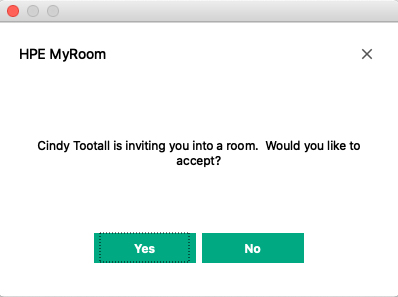 HPE MyRoom
Cindy Tootall is inviting you into a room.  Would you like to
accept?
Yes
No